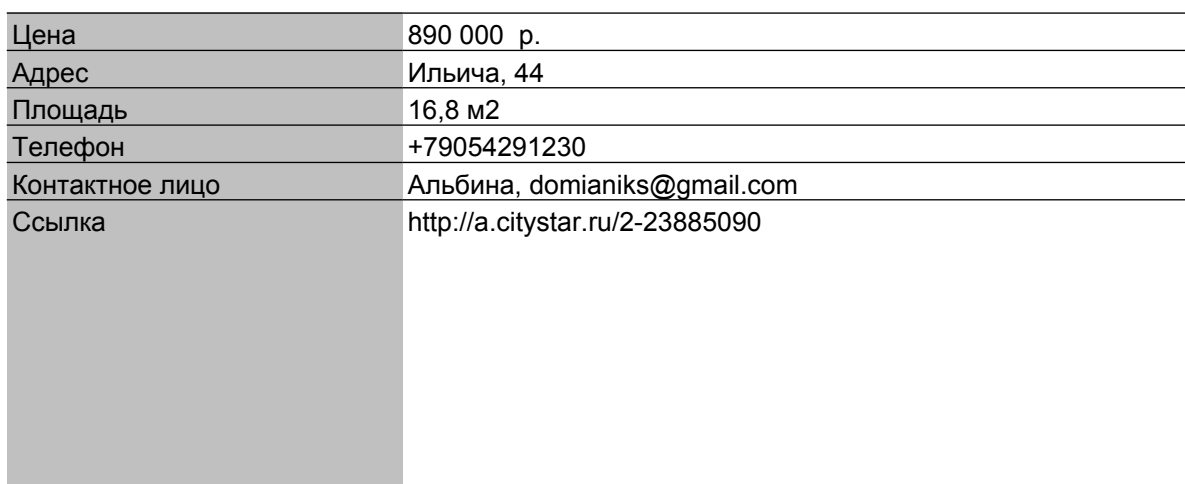 Цена 890 000 р.
Адрес Ильича, 44
Площадь 16,8 м2
Телефон +79054291230
Контактное лицо Альбина, domianiks@gmail.com
Ссылка http://a.citystar.ru/2-23885090